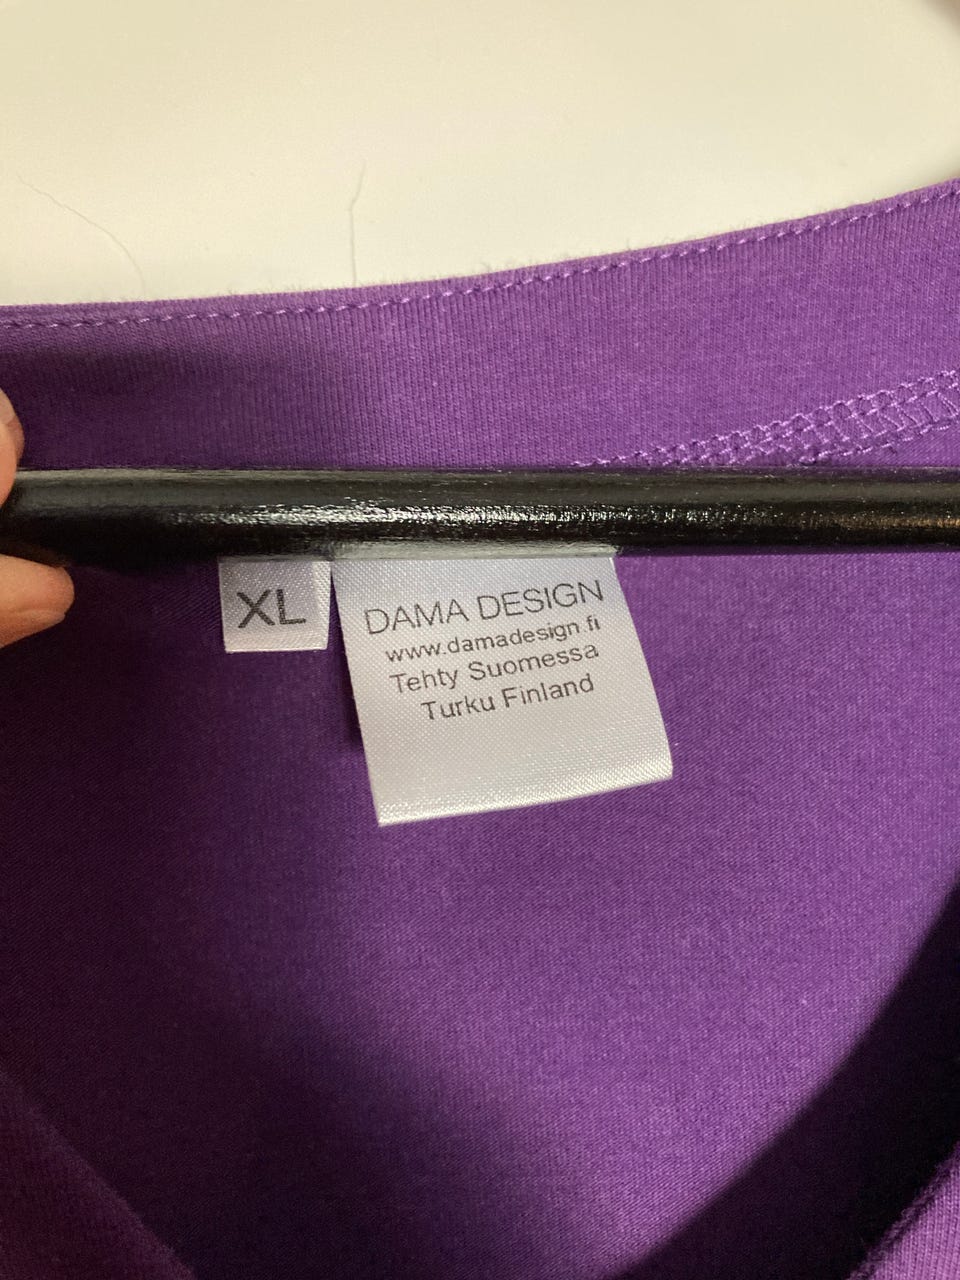 XL
DAMA DESIGN
www.damadesign.fi
Tehty Suomessa
Turku Finland